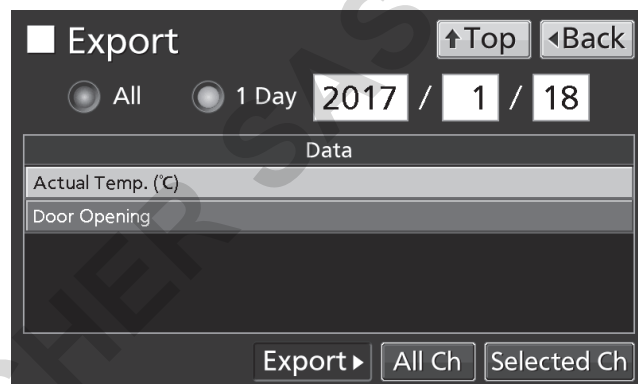 Export ↑Top ◂Back
All 1 Day 2017 / 1 / 18
Data
Actual Temp. (℃)
Door Opening
Export▸ All Ch Selected Ch